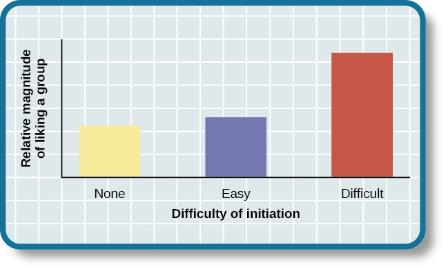 Relative magnitude
of liking a group
None
Easy
Difficult
Difficulty of initiation